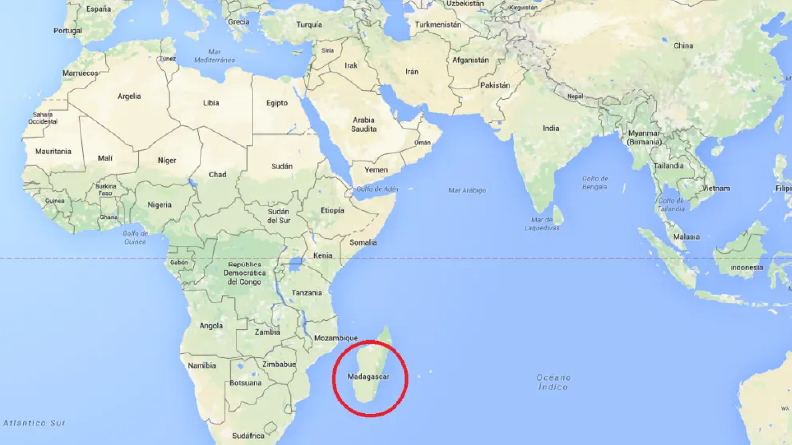 España
Portugal
Grecia
Turquía
Uzbekistán
Kirguistán
Turkmenistán
China
Mar
Mediterráneo
Túnez
Siria
Irak
Irán
Afganistán
Pakistán
Marruecos
Argelia
Libia
Egipto
Nepal
Sahara
Occidental
Arabia
Saudita
Omán
India
Myanmar
(Birmania)
Mauritania
Malí
Níger
Chad
Sudán
Yemen
Tailandia
Golfo de Adén
Mar Arábigo
Golfo de
Bengala
Vietnam
Filipi
Burkina
Faso
Guinea
Ghana
Nigeria
Sudán
del Sur
Etiopía
Golfo de
Tailandia
Mar de
Laquedivas
Golfo de
Guinea
Somalia
Malasia
Gabón
Kenia
República
Democrática
del Congo
Indonesia
Tanzania
Angola
Zambia
Mozambique
Namibia
Zimbabue
Botsuana
Madagascar
Océano
Índico
Atlántico Sur
Sudáfrica
WA